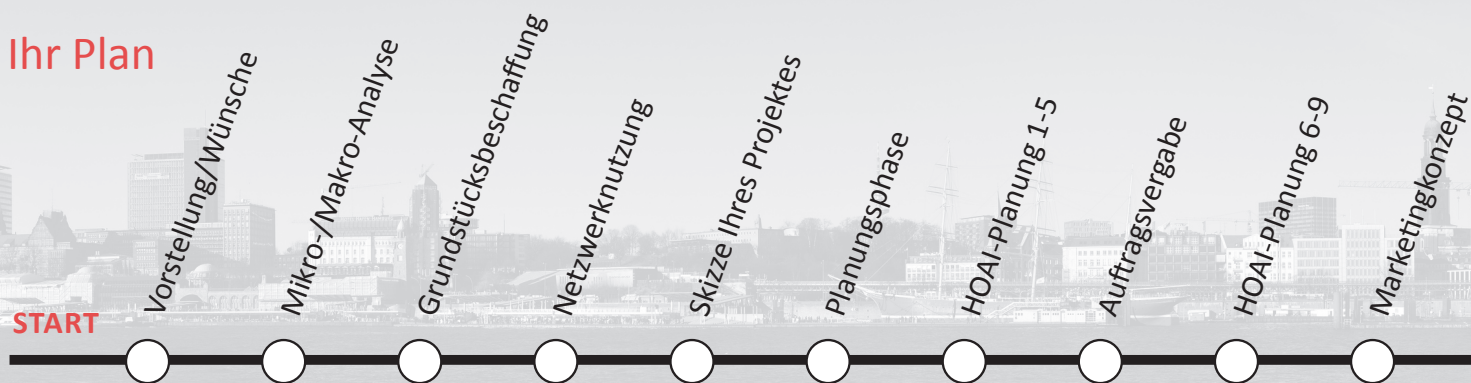 Ihr Plan
START
Vorstellung/Wünsche
Mikro-/Makro-Analyse
Grundstücksbeschaffung
Netzwerknutzung
Skizze Ihres Projektes
Planungsphase
HOAI-Planung 1-5
Auftragsvergabe
HOAI-Planung 6-9
Marketingkonzept